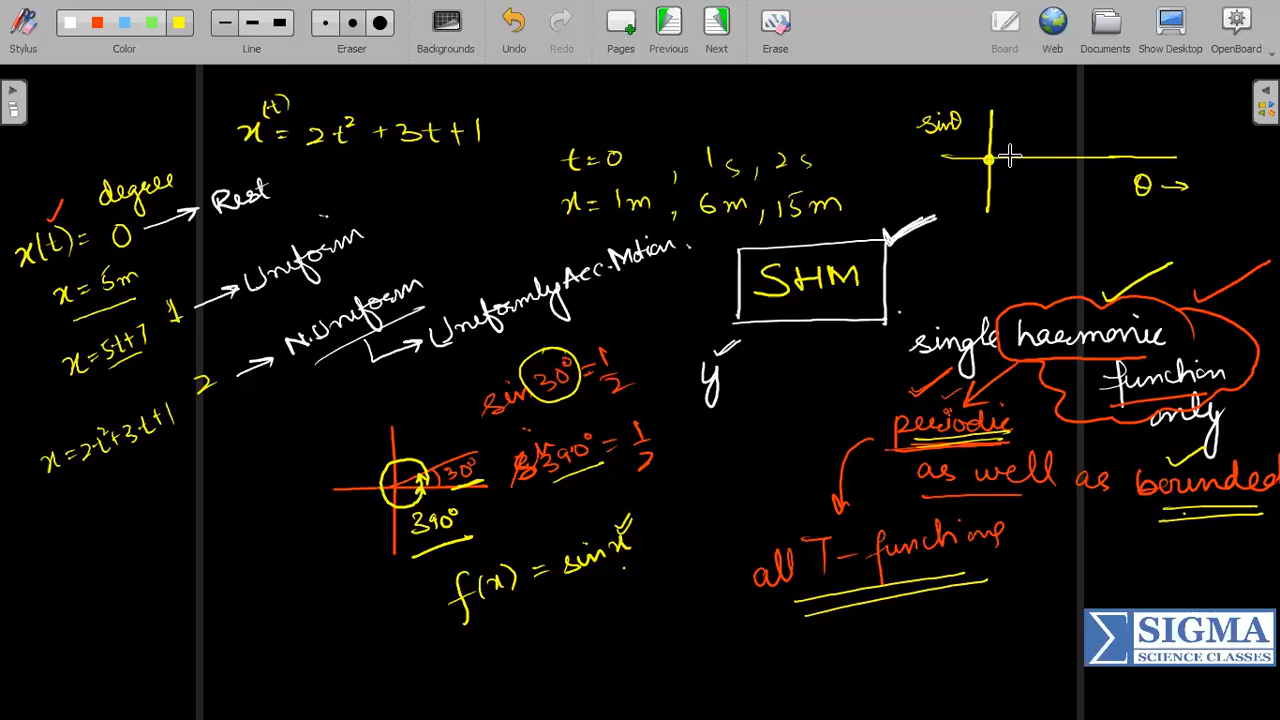 Stylus
Color
Line
Eraser
Backgrounds
Undo
Redo
Pages
Previous
Next
Erase
Board
Web
Documents
Show Desktop
OpenBoard
x(t) = 2t² + 3t + 1
t=0 , 1s, 2s
x=1m , 6m, 15m
sinθ
θ →
degree
x(t) = 0 → Rest
x = 5m
1 → Uniform
x = 5t+7
2 → N.Uniform
→ Uniformly Acc. Motion.
x=2t²+3t+1
SHM
y
single harmonic
function
only
periodic
as well as bounded
all T-functions
sin 30° = 1/2
sin 390° = 1/2
30°
390°
f(x) = sin x
SIGMA
SCIENCE CLASSES